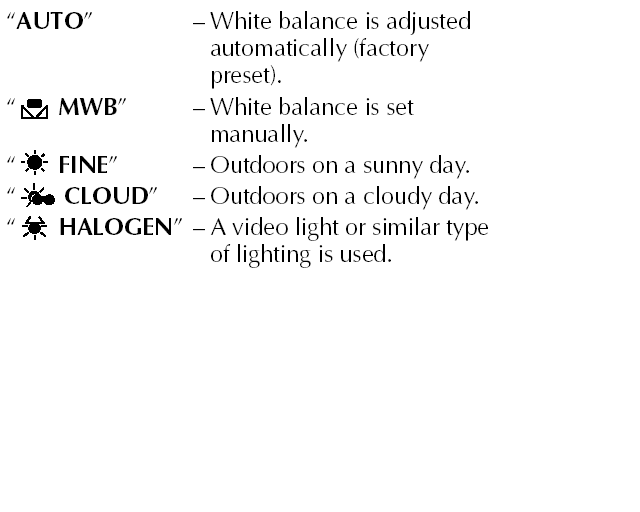 “AUTO” – White balance is adjusted
automatically (factory
preset).
“ MWB” – White balance is set
manually.
“ FINE” – Outdoors on a sunny day.
“ CLOUD” – Outdoors on a cloudy day.
“ HALOGEN” – A video light or similar type
of lighting is used.